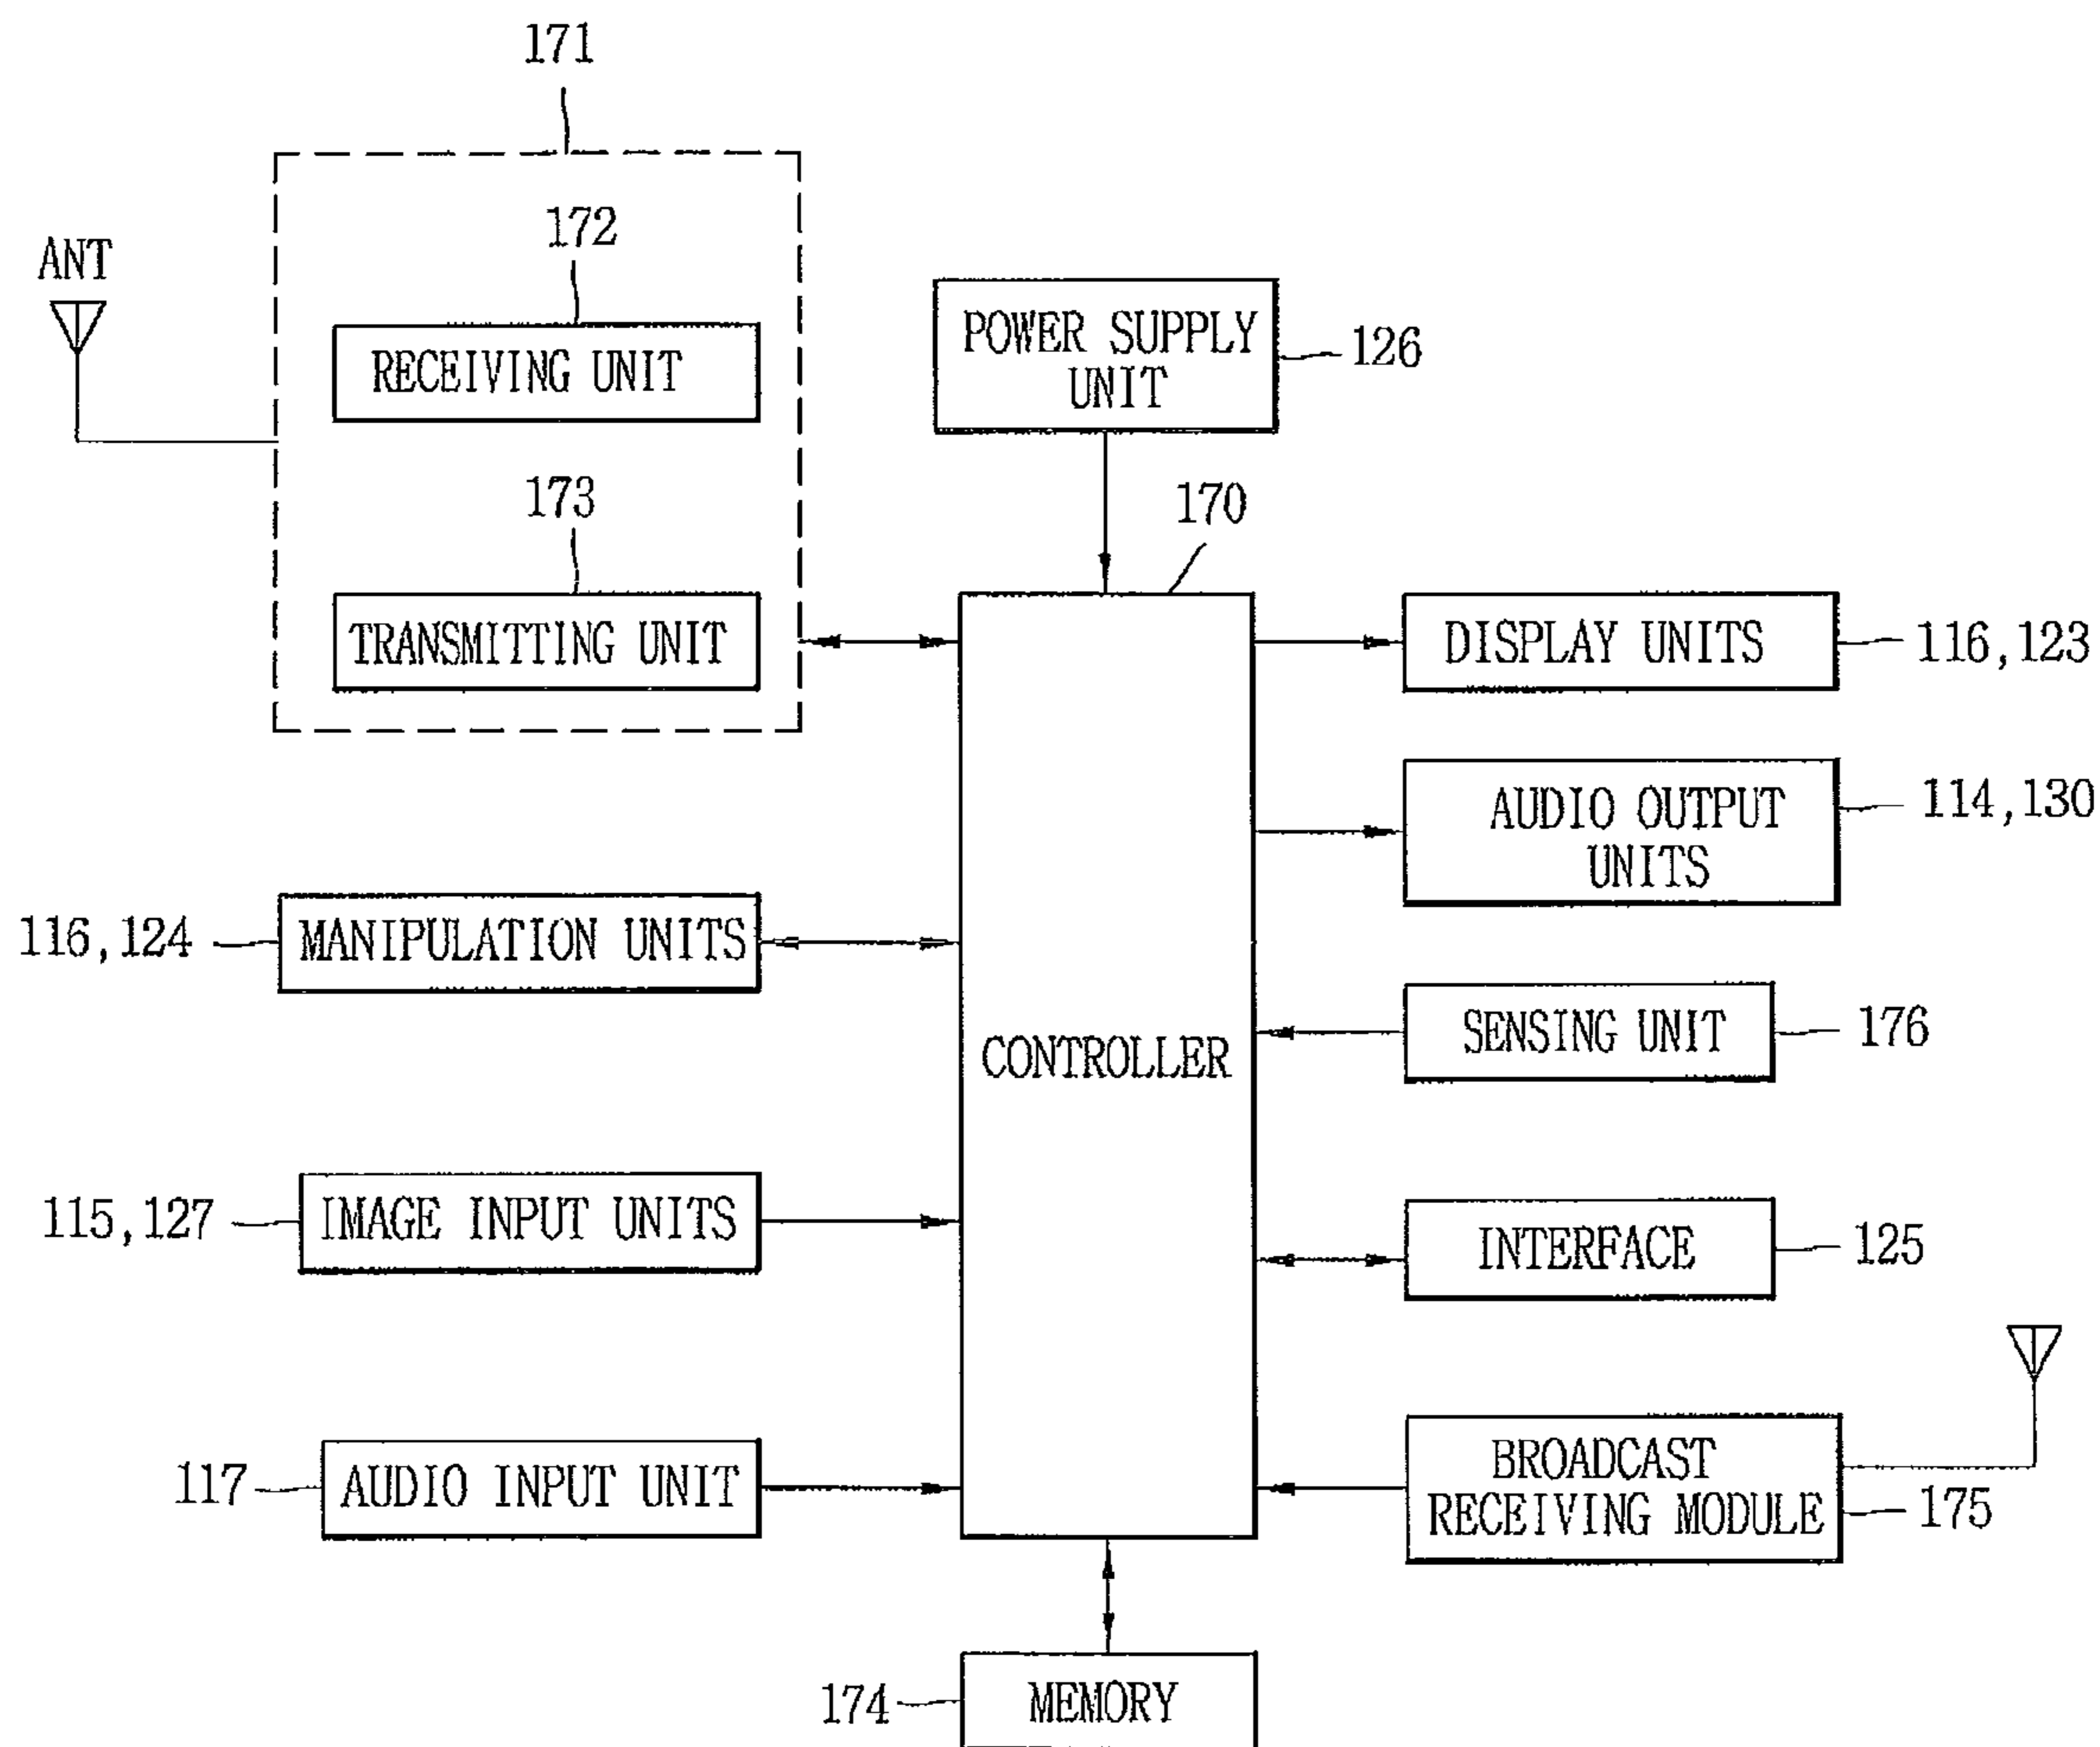 171
172
ANT
RECEIVING UNIT
POWER SUPPLY
UNIT
126
173
170
TRANSMITTING UNIT
DISPLAY UNITS
116,123
AUDIO OUTPUT
UNITS
114,130
116,124
MANIPULATION UNITS
CONTROLLER
SENSING UNIT
176
115,127
IMAGE INPUT UNITS
INTERFACE
125
117
AUDIO INPUT UNIT
BROADCAST
RECEIVING MODULE
175
174
MEMORY